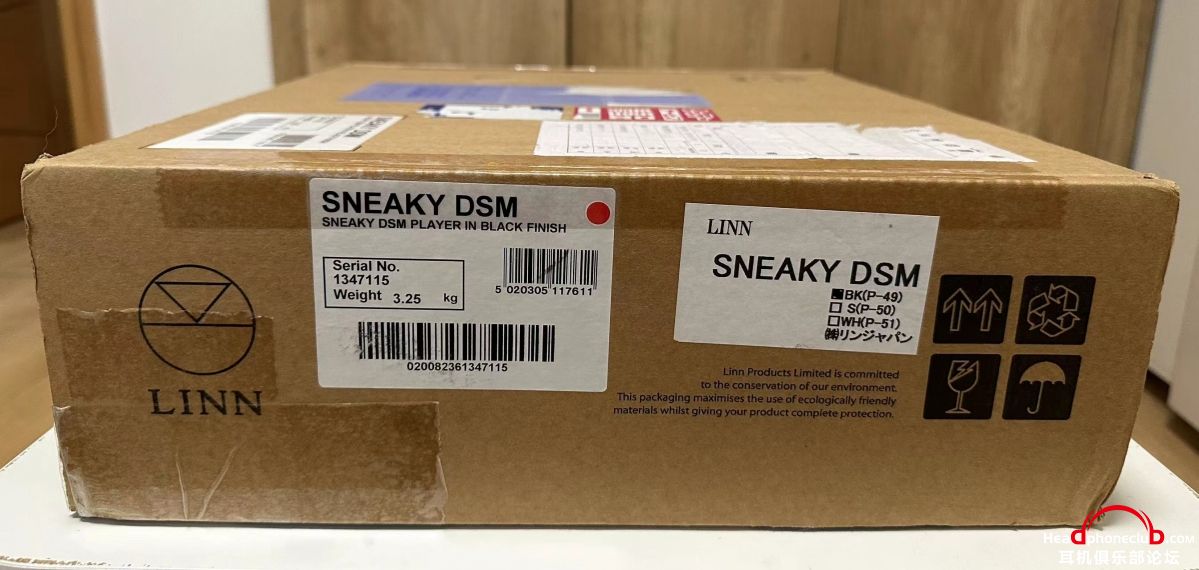 SNEAKY DSM
SNEAKY DSM PLAYER IN BLACK FINISH
Serial No.
1347115
Weight 3.25 kg
5 020305 117611
020082361347115
LINN
LINN
SNEAKY DSM
■BK(P-49)
□ S(P-50)
□WH(P-51)
㈱リンジャパン
Linn Products Limited is committed
to the conservation of our environment.
This packaging maximises the use of ecologically friendly
materials whilst giving your product complete protection.
Headphoneclub.com
耳机俱乐部论坛